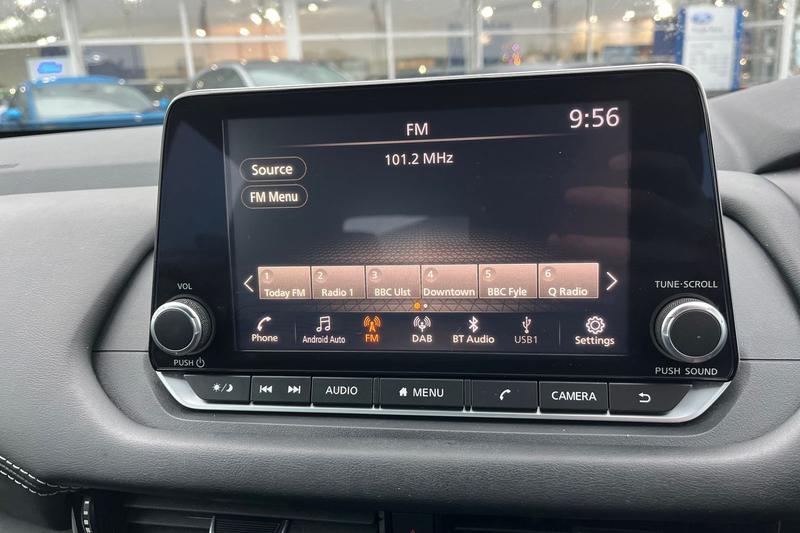 Ford
FM
9:56
101.2 MHz
Source
FM Menu
1
Today FM
2
Radio 1
3
BBC Ulst
4
Downtown
5
BBC Fyle
6
Q Radio
VOL
PUSH
TUNE·SCROLL
PUSH SOUND
Phone
Android Auto
FM
DAB
BT Audio
USB1
Settings
AUDIO
MENU
CAMERA